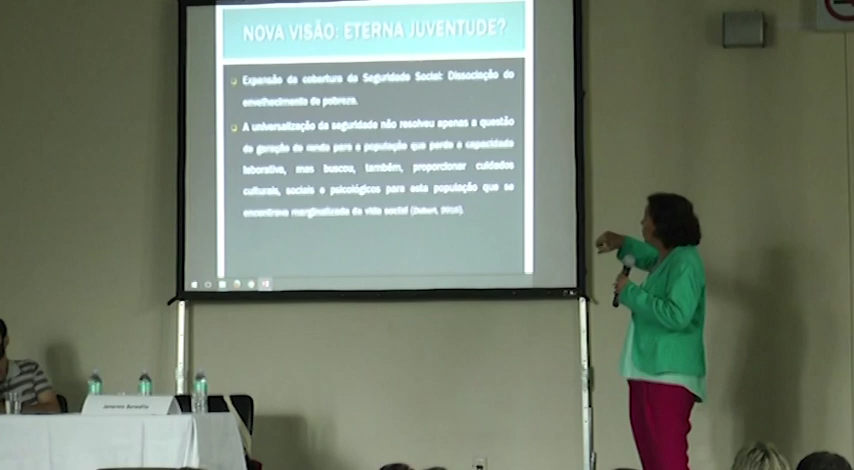 NOVA VISÃO: ETERNA JUVENTUDE?
Expansão da cobertura da Seguridade Social: Dissociação do
envelhecimento da pobreza.
A universalização da seguridade não resolveu apenas a questão
de geração de renda para a população que perde a capacidade
laborativa, mas buscou, também, proporcionar cuidados
culturais, sociais e psicológicos para esta população que se
encontrava marginalizada da vida social